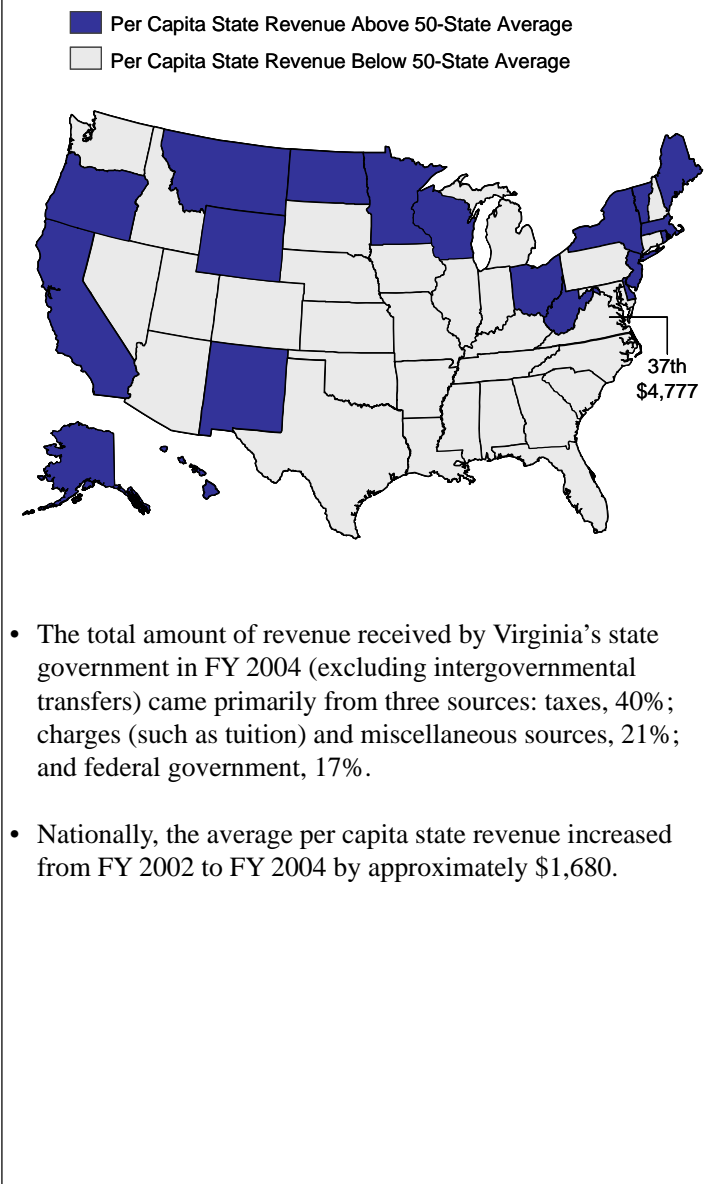 Per Capita State Revenue Above 50-State Average
Per Capita State Revenue Below 50-State Average
37th
$4,777
• The total amount of revenue received by Virginia’s state
government in FY 2004 (excluding intergovernmental
transfers) came primarily from three sources: taxes, 40%;
charges (such as tuition) and miscellaneous sources, 21%;
and federal government, 17%.
• Nationally, the average per capita state revenue increased
from FY 2002 to FY 2004 by approximately $1,680.